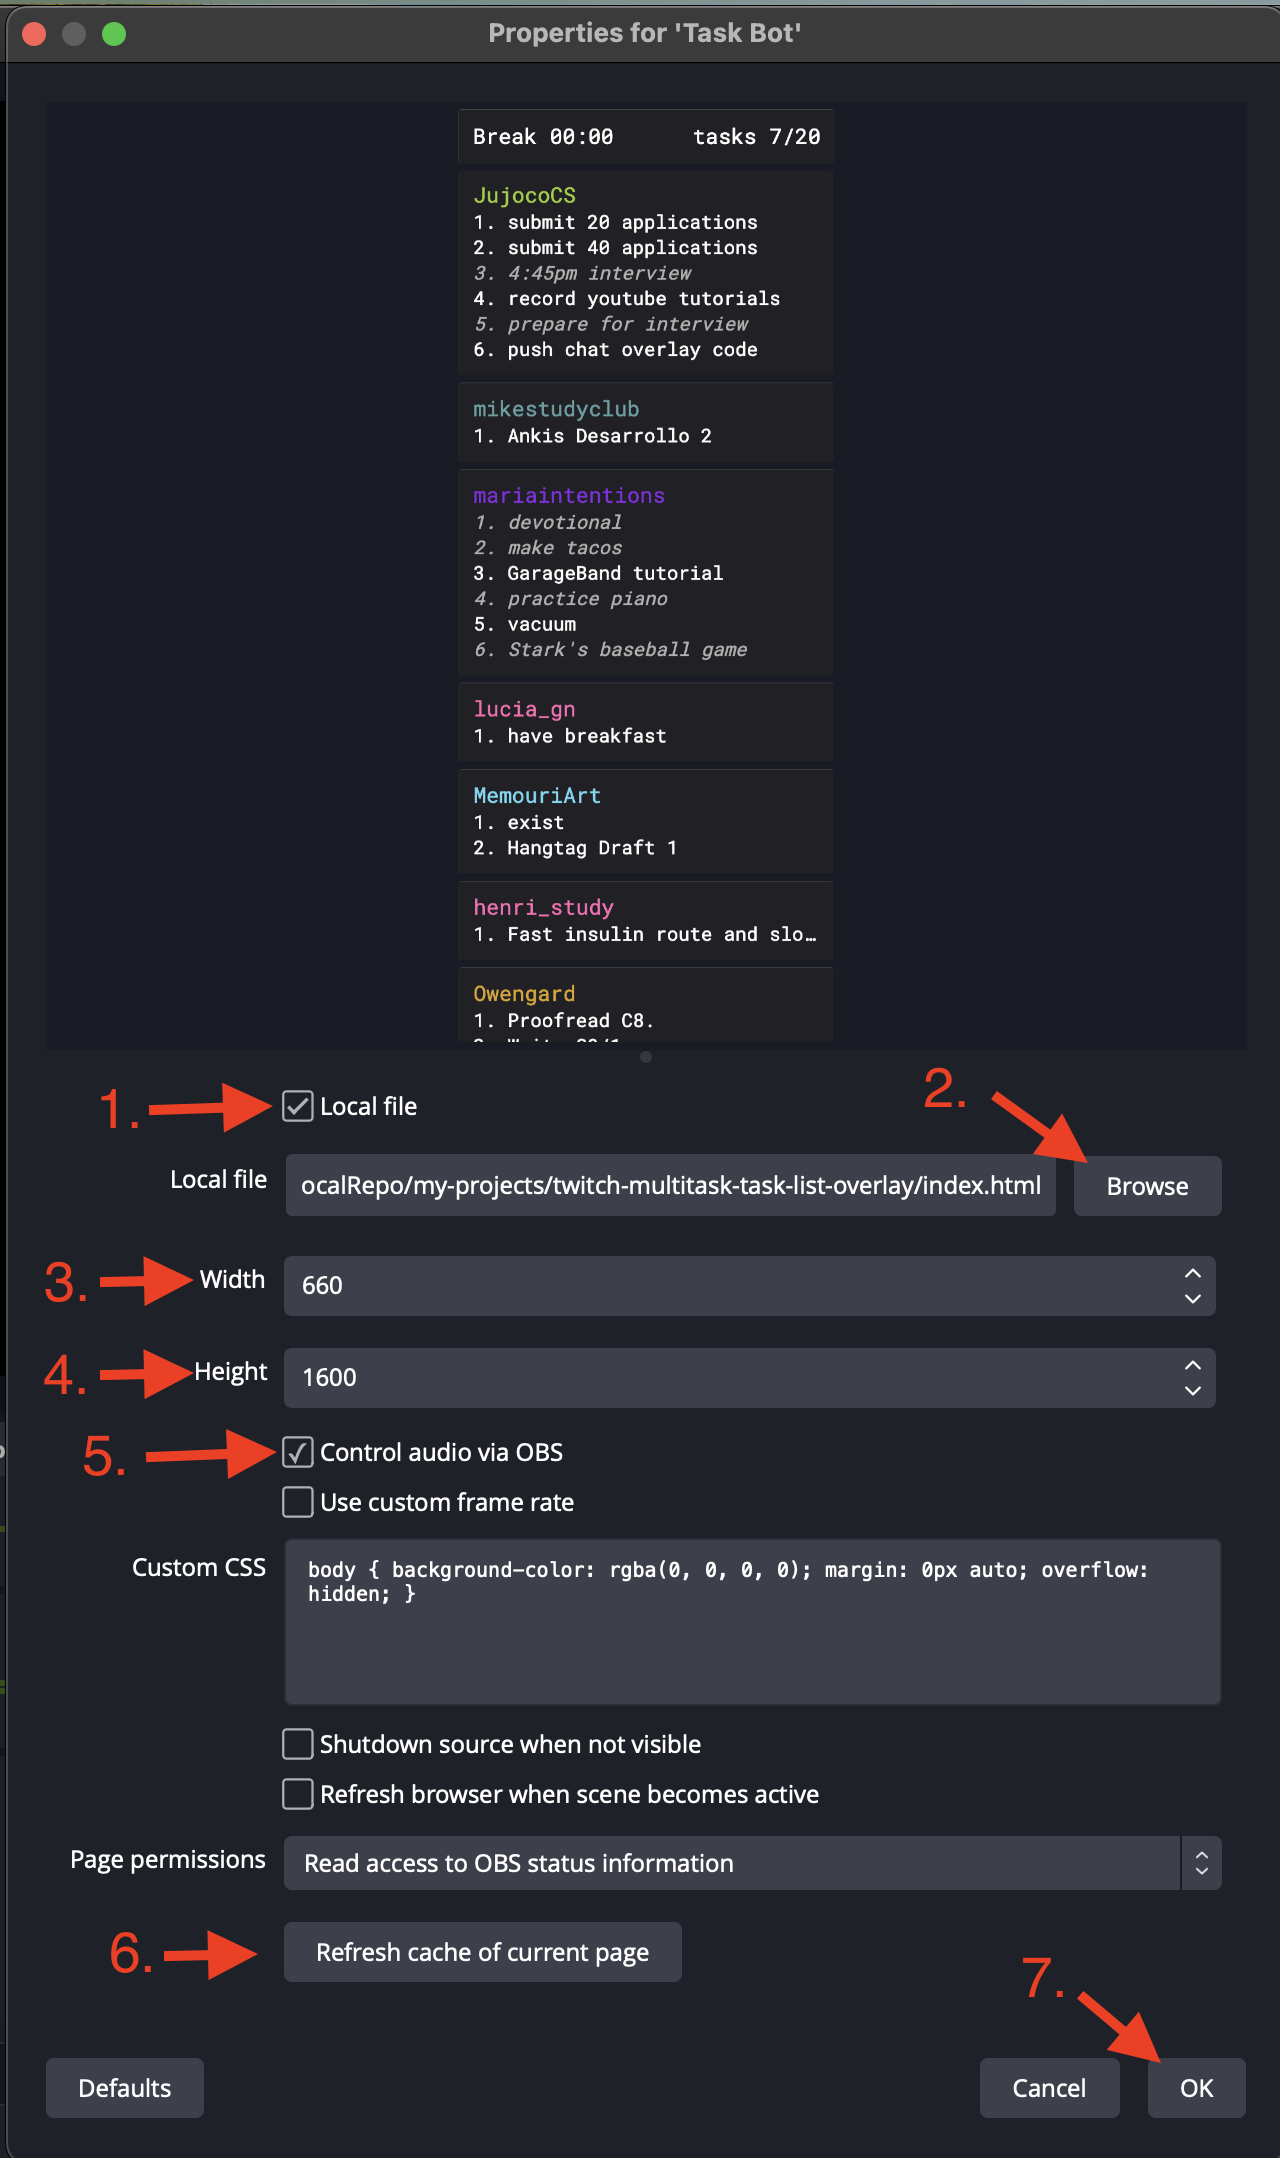 Properties for 'Task Bot'
Break 00:00 tasks 7/20
JujocoCS
1. submit 20 applications
2. submit 40 applications
3. 4:45pm interview
4. record youtube tutorials
5. prepare for interview
6. push chat overlay code
mikestudyclub
1. Ankis Desarrollo 2
mariaintentions
1. devotional
2. make tacos
3. GarageBand tutorial
4. practice piano
5. vacuum
6. Stark's baseball game
lucia_gn
1. have breakfast
MemouriArt
1. exist
2. Hangtag Draft 1
henri_study
1. Fast insulin route and slo…
Owengard
1. Proofread C8.
1. Local file
2.
Local file ocalRepo/my-projects/twitch-multitask-task-list-overlay/index.html Browse
3. Width 660
4. Height 1600
5. Control audio via OBS
Use custom frame rate
Custom CSS body { background-color: rgba(0, 0, 0, 0); margin: 0px auto; overflow:
hidden; }
Shutdown source when not visible
Refresh browser when scene becomes active
Page permissions Read access to OBS status information
6. Refresh cache of current page
7.
Defaults Cancel OK